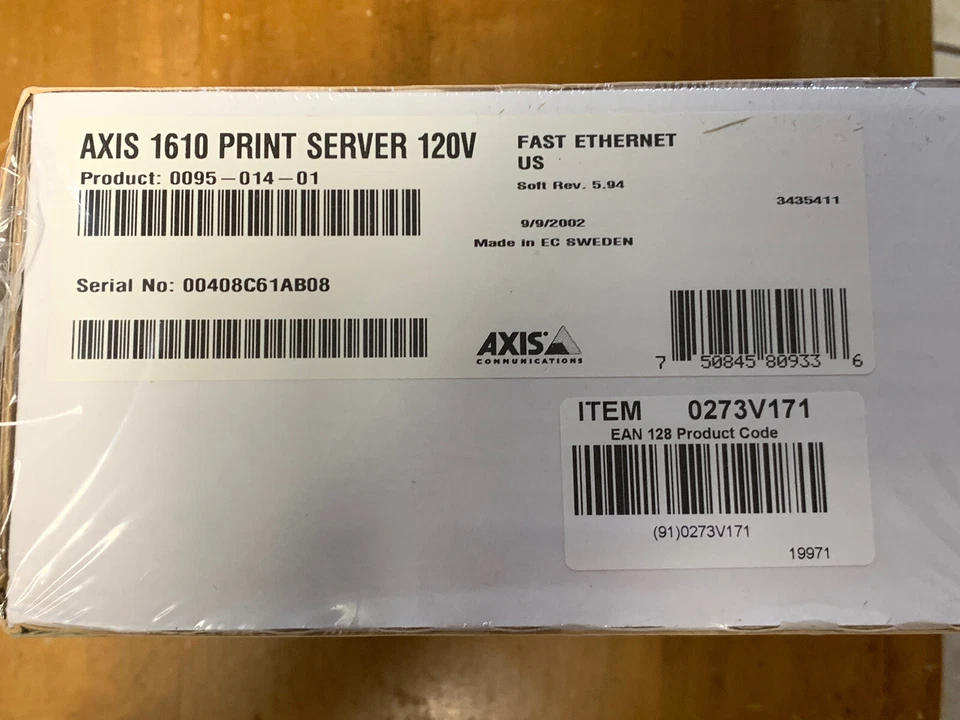 AXIS 1610 PRINT SERVER 120V
Product: 0095-014-01
FAST ETHERNET
US
Soft Rev. 5.94
3435411
9/9/2002
Made in EC SWEDEN
Serial No: 00408C61AB08
AXIS
COMMUNICATIONS
7 50845 80933 6
ITEM 0273V171
EAN 128 Product Code
(91)0273V171
19971